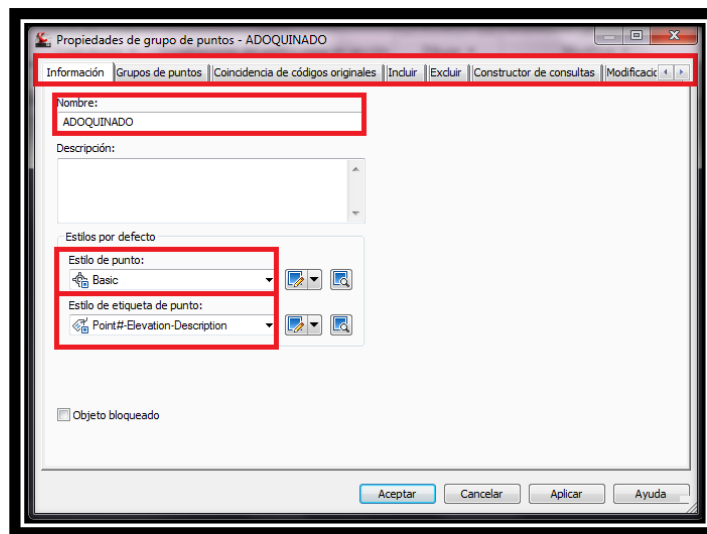 Propiedades de grupo de puntos - ADOQUINADO
Información Grupos de puntos Coincidencia de códigos originales Incluir Excluir Constructor de consultas Modificacic
Nombre:
ADOQUINADO
Descripción:
Estilos por defecto
Estilo de punto:
Basic
Estilo de etiqueta de punto:
Point#-Elevation-Description
Objeto bloqueado
Aceptar Cancelar Aplicar Ayuda